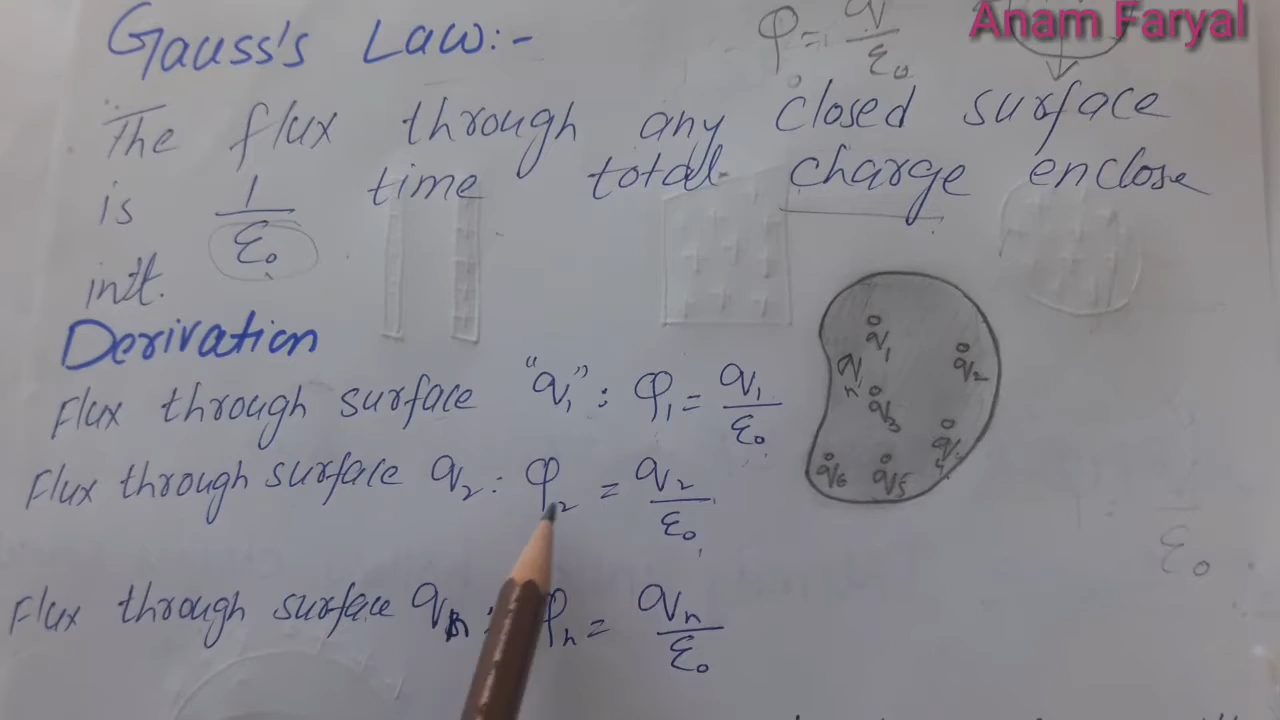 Anam Faryal
φ = q/ε₀
Gauss's Law:-
The flux through any closed surface
is 1/ε₀ time total charge enclose
in it.
Derivation
Flux through surface "q₁" : φ₁ = q₁/ε₀
Flux through surface q₂ : φ₂ = q₂/ε₀
Flux through surface qₙ : φₙ = qₙ/ε₀
q₁
q₂
qₙ
q₃
q₄
q₆
q₅
ε₀